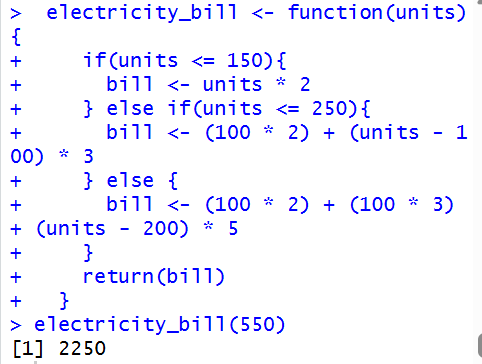 >  electricity_bill <- function(units)
{
+     if(units <= 150){
+       bill <- units * 2
+     } else if(units <= 250){
+       bill <- (100 * 2) + (units - 1
00) * 3
+     } else {
+       bill <- (100 * 2) + (100 * 3)
+ (units - 200) * 5
+     }
+     return(bill)
+   }
> electricity_bill(550)
[1] 2250